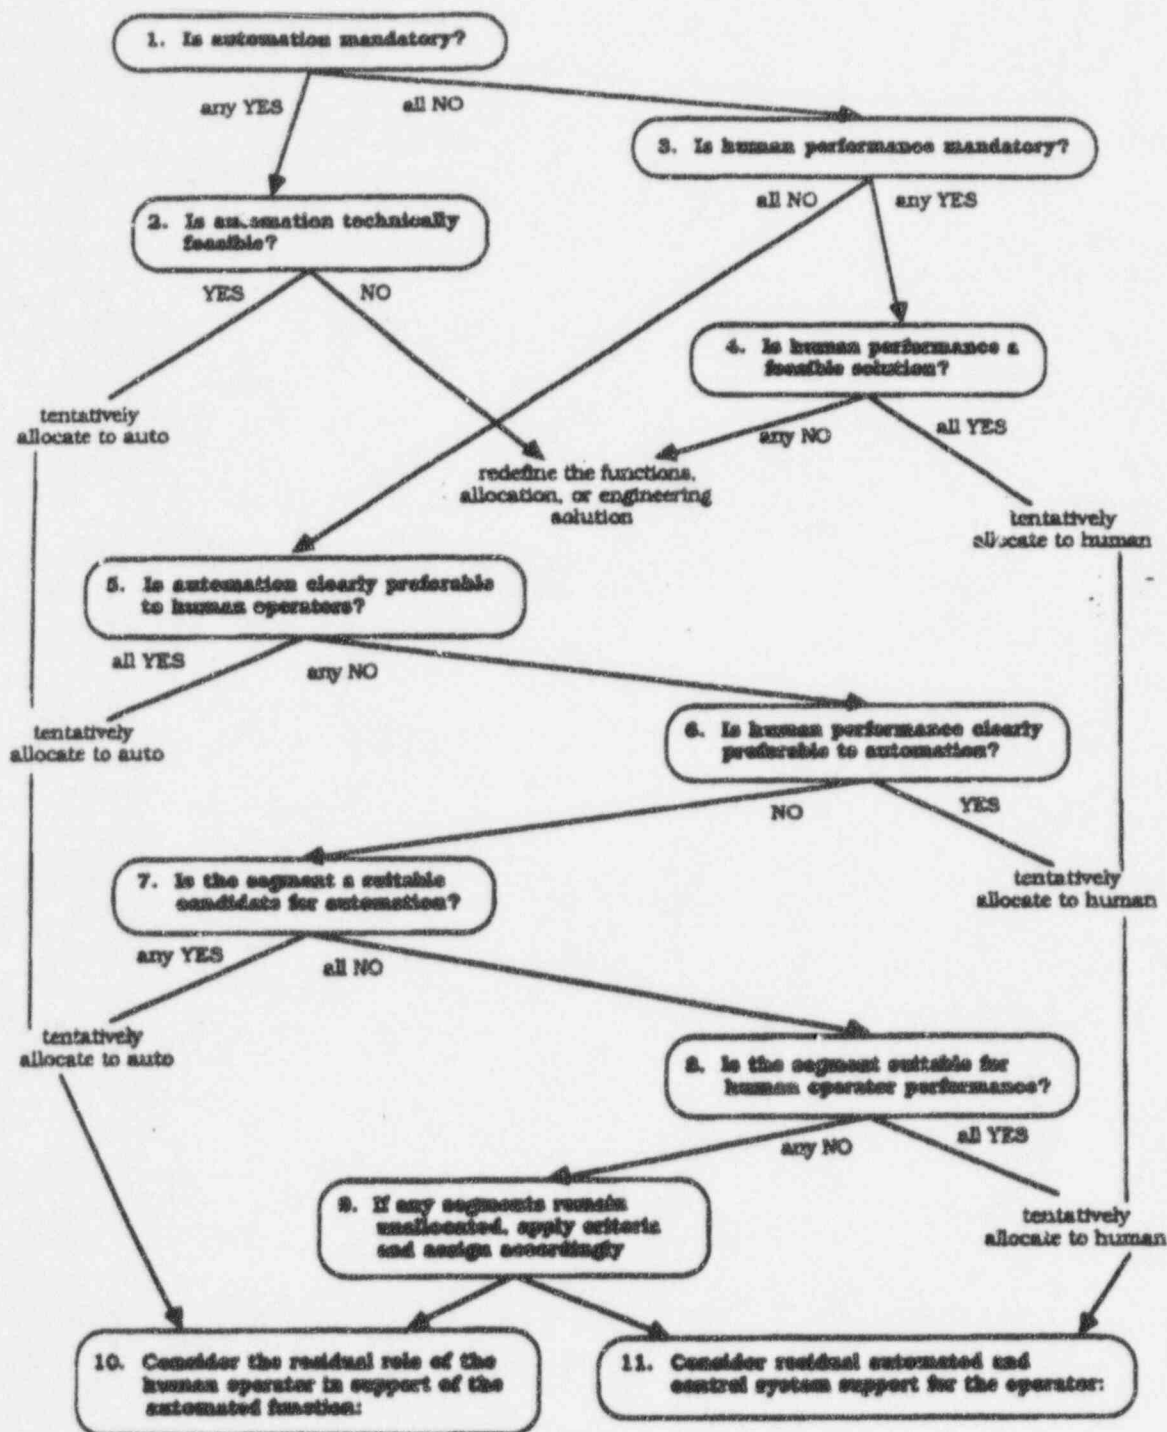 1. Is automation mandatory?
any YES
all NO
3. Is human performance mandatory?
all NO
any YES
2. Is automation technically
feasible?
YES
NO
4. Is human performance a
feasible solution?
tentatively
allocate to auto
any NO
all YES
redefine the functions,
allocation, or engineering
solution
tentatively
allocate to human
5. Is automation clearly preferable
to human operators?
all YES
any NO
tentatively
allocate to auto
6. Is human performance clearly
preferable to automation?
NO
YES
7. Is the segment a suitable
candidate for automation?
tentatively
allocate to human
any YES
all NO
tentatively
allocate to auto
8. Is the segment suitable for
human operator performance?
any NO
all YES
9. If any segments remain
unallocated, apply criteria
and assign accordingly
tentatively
allocate to human
10. Consider the residual role of the
human operator in support of the
automated function:
11. Consider residual automated and
control system support for the operator: